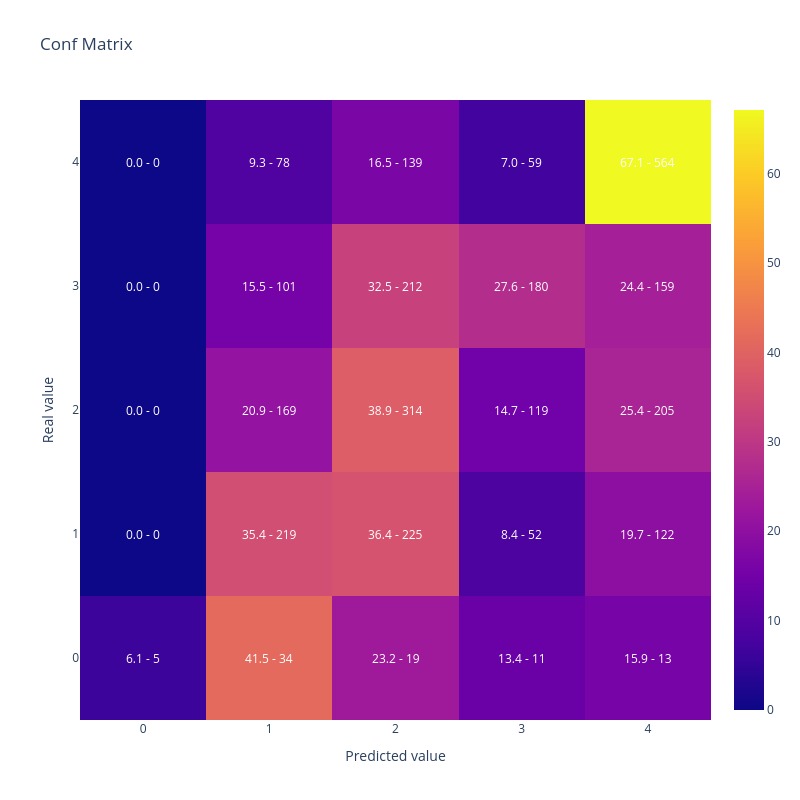 Conf Matrix
4
0.0 - 0
9.3 - 78
16.5 - 139
7.0 - 59
67.1 - 564
3
0.0 - 0
15.5 - 101
32.5 - 212
27.6 - 180
24.4 - 159
2
0.0 - 0
20.9 - 169
38.9 - 314
14.7 - 119
25.4 - 205
1
0.0 - 0
35.4 - 219
36.4 - 225
8.4 - 52
19.7 - 122
0
6.1 - 5
41.5 - 34
23.2 - 19
13.4 - 11
15.9 - 13
0
1
2
3
4
Predicted value
Real value
60
50
40
30
20
10
0